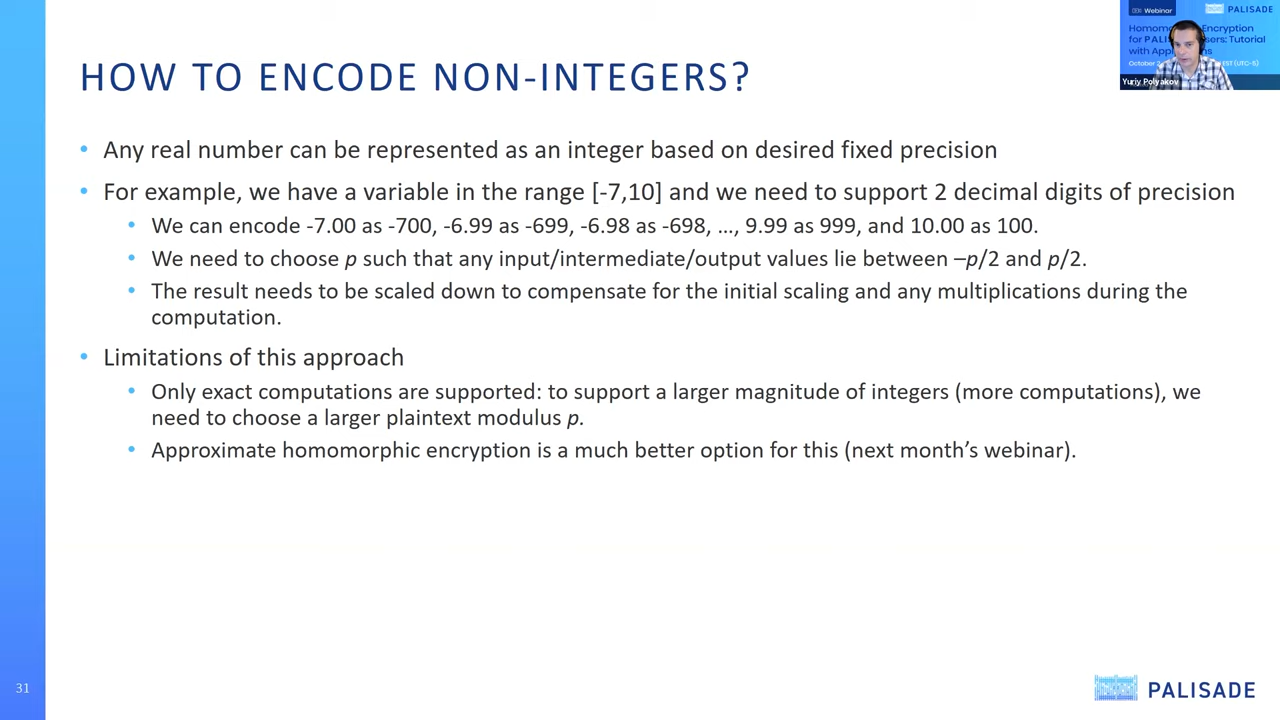 HOW TO ENCODE NON-INTEGERS?
• Any real number can be represented as an integer based on desired fixed precision
• For example, we have a variable in the range [-7,10] and we need to support 2 decimal digits of precision
• We can encode -7.00 as -700, -6.99 as -699, -6.98 as -698, …, 9.99 as 999, and 10.00 as 100.
• We need to choose p such that any input/intermediate/output values lie between –p/2 and p/2.
• The result needs to be scaled down to compensate for the initial scaling and any multiplications during the
computation.
• Limitations of this approach
• Only exact computations are supported: to support a larger magnitude of integers (more computations), we
need to choose a larger plaintext modulus p.
• Approximate homomorphic encryption is a much better option for this (next month's webinar).
31
PALISADE
Webinar
PALISADE
Encryption
for
Tutorial
with
October
EST (UTC-5)
Yuriy Polyakov